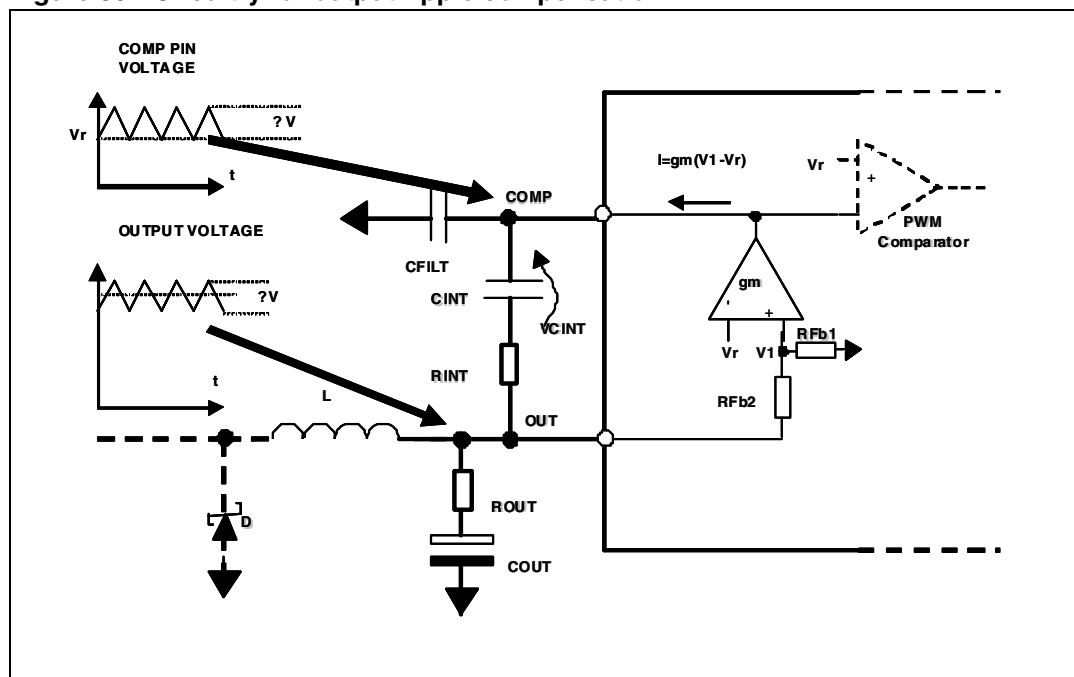 COMP PIN
VOLTAGE
Vr
? V
t
I=gm(V1-Vr)
Vr
+
COMP
PWM
Comparator
OUTPUT VOLTAGE
CFILT
gm
CINT
-
+
?V
VCINT
RFb1
Vr
V1
RINT
t
L
RFb2
OUT
ROUT
D
COUT